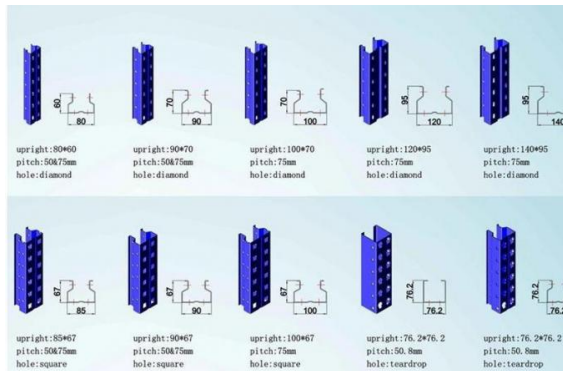 60
80
70
90
70
100
95
120
95
140
upright:80*60
pitch:50&75mm
hole:diamond
upright:90*70
pitch:50&75mm
hole:diamond
upright:100*70
pitch:75mm
hole:diamond
upright:120*95
pitch:75mm
hole:diamond
upright:140*95
pitch:75mm
hole:diamond
67
85
67
90
67
100
76.2
76.2
76.2
76.2
upright:85*67
pitch:50&75mm
hole:square
upright:90*67
pitch:50&75mm
hole:square
upright:100*67
pitch:75mm
hole:square
upright:76.2*76.2
pitch:50.8mm
hole:teardrop
upright:76.2*76.2
pitch:50.8mm
hole:teardrop